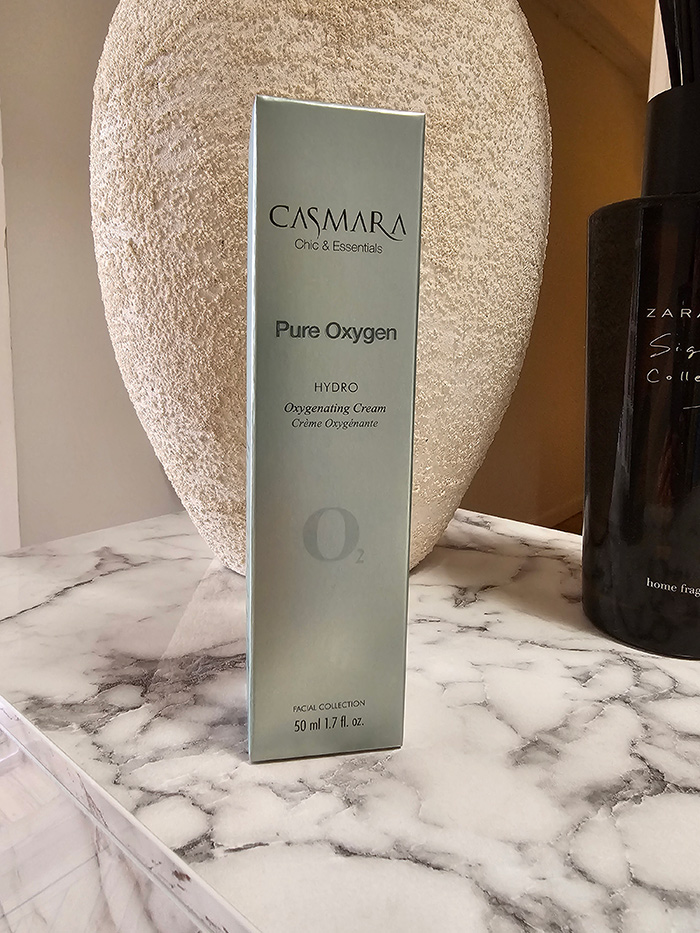 CASMARA
Chic & Essentials
Pure Oxygen
HYDRO
Oxygenating Cream
Crème Oxygénante
O2
FACIAL COLLECTION
50 ml 1.7 fl. oz.
ZARA
home